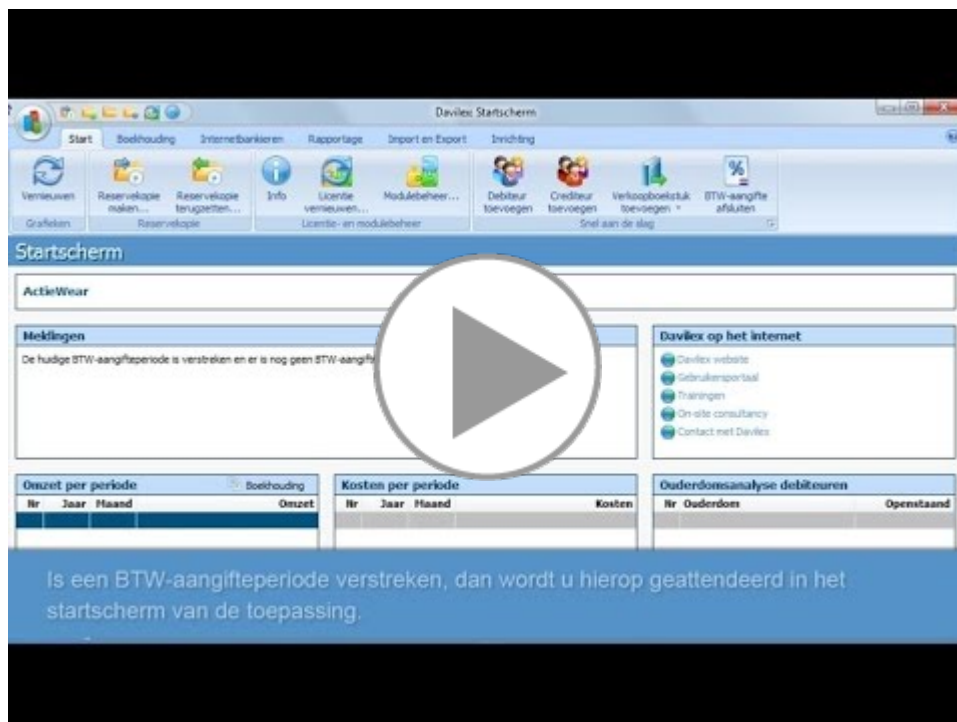 Davilex Startscherm
Start Boekhouding Internetbankieren Rapportage Import en Export Inrichting
Vernieuwen
Reservekopie maken...
Reservekopie terugzetten...
Info
Licentie vernieuwen...
Modulebeheer...
Debiteur toevoegen
Crediteur toevoegen
Verkoopboekstuk toevoegen
BTW-aangifte afsluiten
Grafieken Reservekopie Licentie- en modulebeheer Snel aan de slag
Startscherm
ActieWear
Meldingen
De huidige BTW-aangifteperiode is verstreken en er is nog geen BTW-aangift
Davilex op het internet
Davilex website
Gebruikersportaal
Trainingen
On-site consultancy
Contact met Davilex
Omzet per periode Boekhouding
Nr Jaar Maand Omzet
Kosten per periode
Nr Jaar Maand Kosten
Ouderdomsanalyse debiteuren
Nr Ouderdom Openstaand
Is een BTW-aangifteperiode verstreken, dan wordt u hierop geattendeerd in het
startscherm van de toepassing.